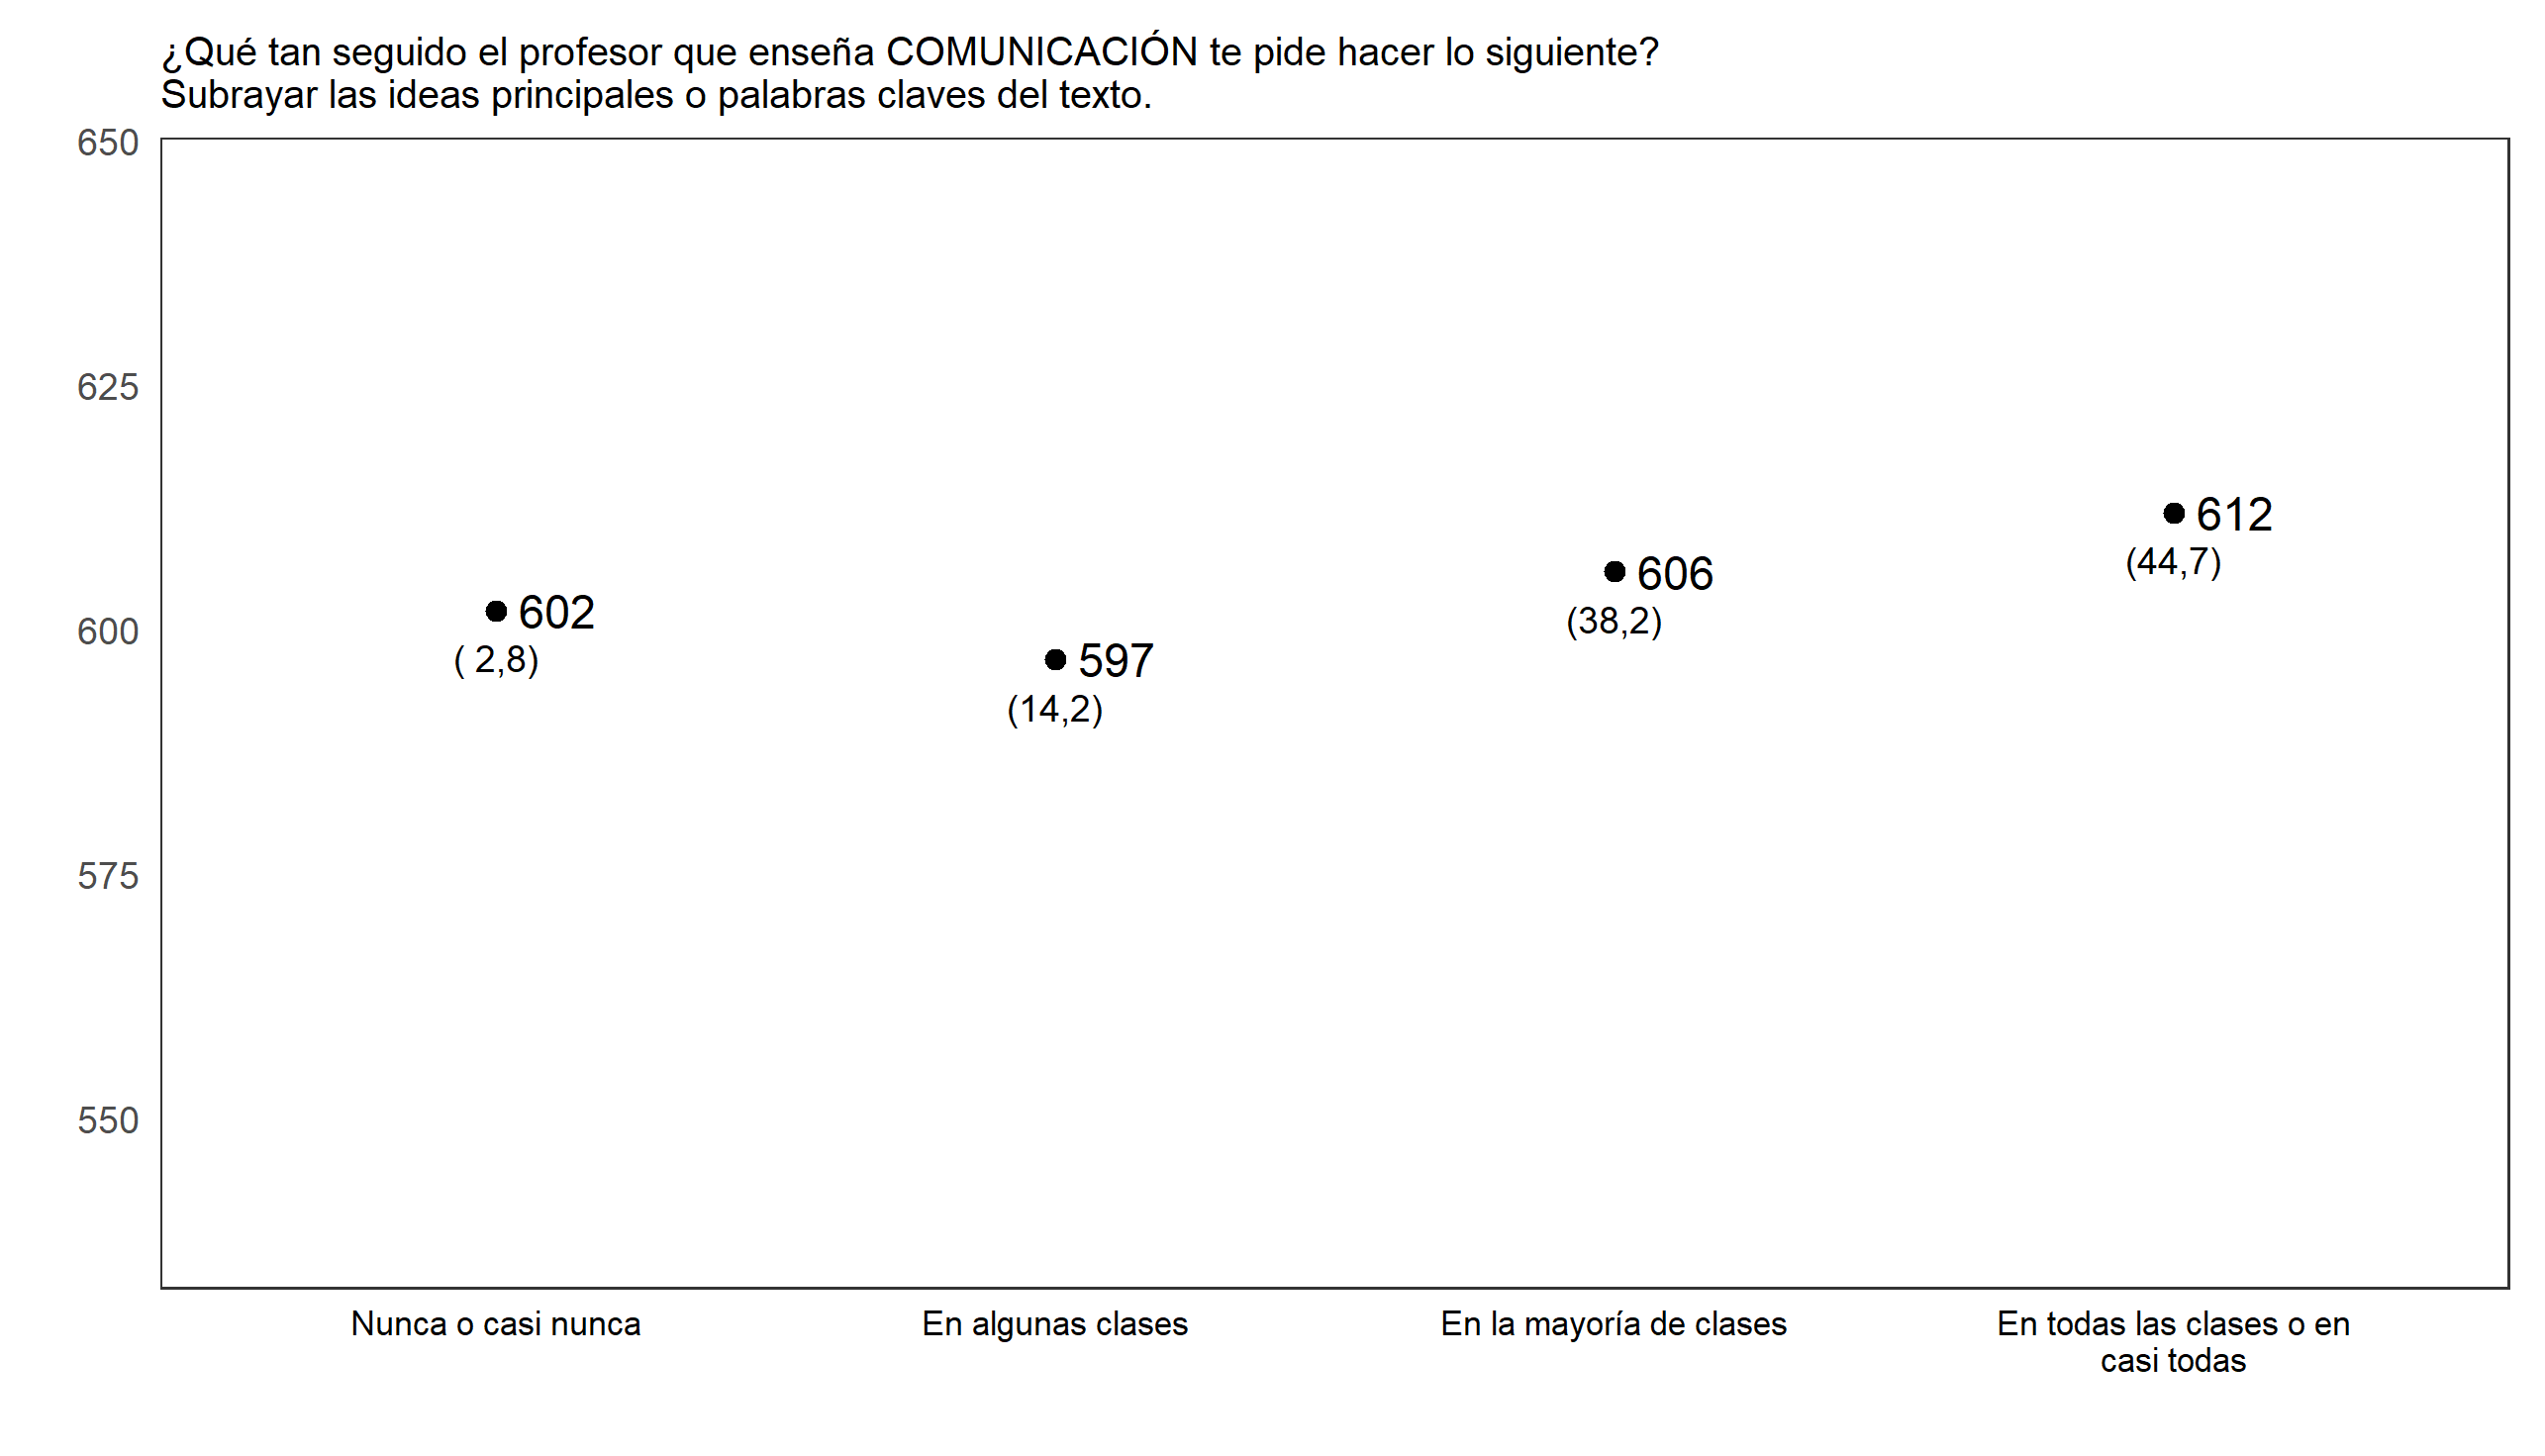 ¿Qué tan seguido el profesor que enseña COMUNICACIÓN te pide hacer lo siguiente?
Subrayar las ideas principales o palabras claves del texto.
650
625
600
575
550
602
( 2,8)
597
(14,2)
606
(38,2)
612
(44,7)
Nunca o casi nunca
En algunas clases
En la mayoría de clases
En todas las clases o en
casi todas